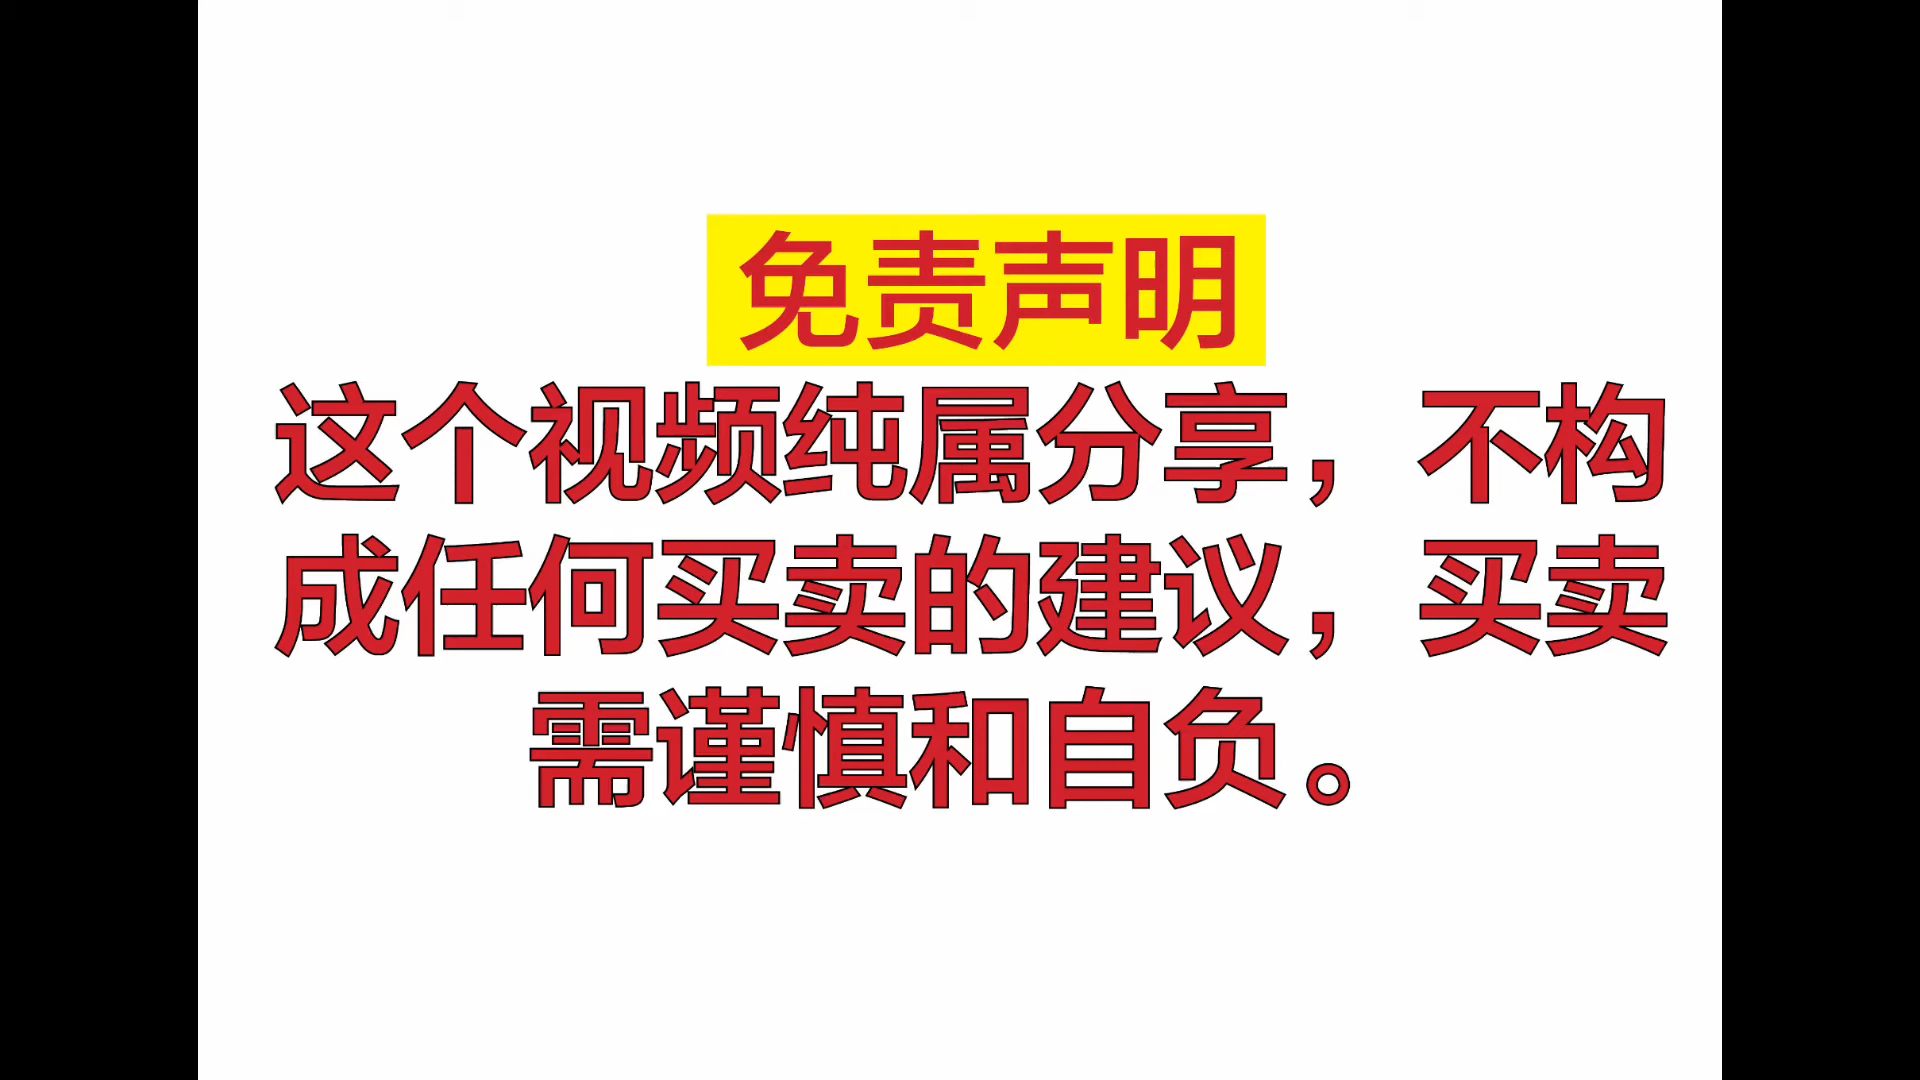 免责声明
这个视频纯属分享，不构
成任何买卖的建议，买卖
需谨慎和自负。